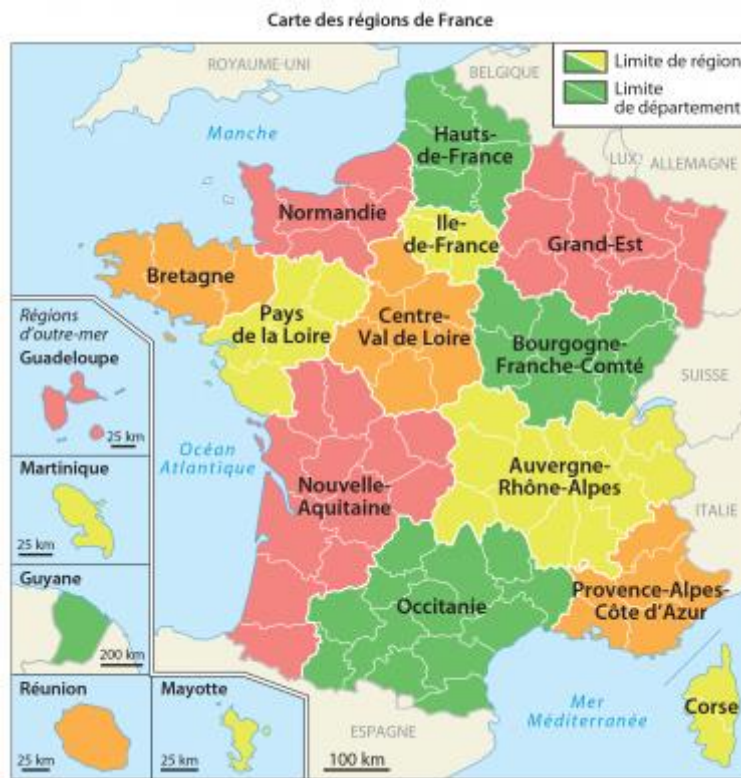 Carte des régions de France
ROYAUME-UNI
BELGIQUE
Limite de région
Limite
de département
Manche
Hauts-
de-France
LUX
ALLEMAGNE
Normandie
Ile-
de-France
Grand-Est
Bretagne
Pays
de la Loire
Centre-
Val de Loire
Bourgogne-
Franche-Comté
SUISSE
Régions
d'outre-mer
Guadeloupe
25 km
Océan
Atlantique
Auvergne-
Rhône-Alpes
Nouvelle-
Aquitaine
ITALIE
Martinique
25 km
Guyane
200 km
Occitanie
Provence-Alpes-
Côte d'Azur
Réunion
25 km
Mayotte
25 km
ESPAGNE
100 km
Mer
Méditerranée
Corse